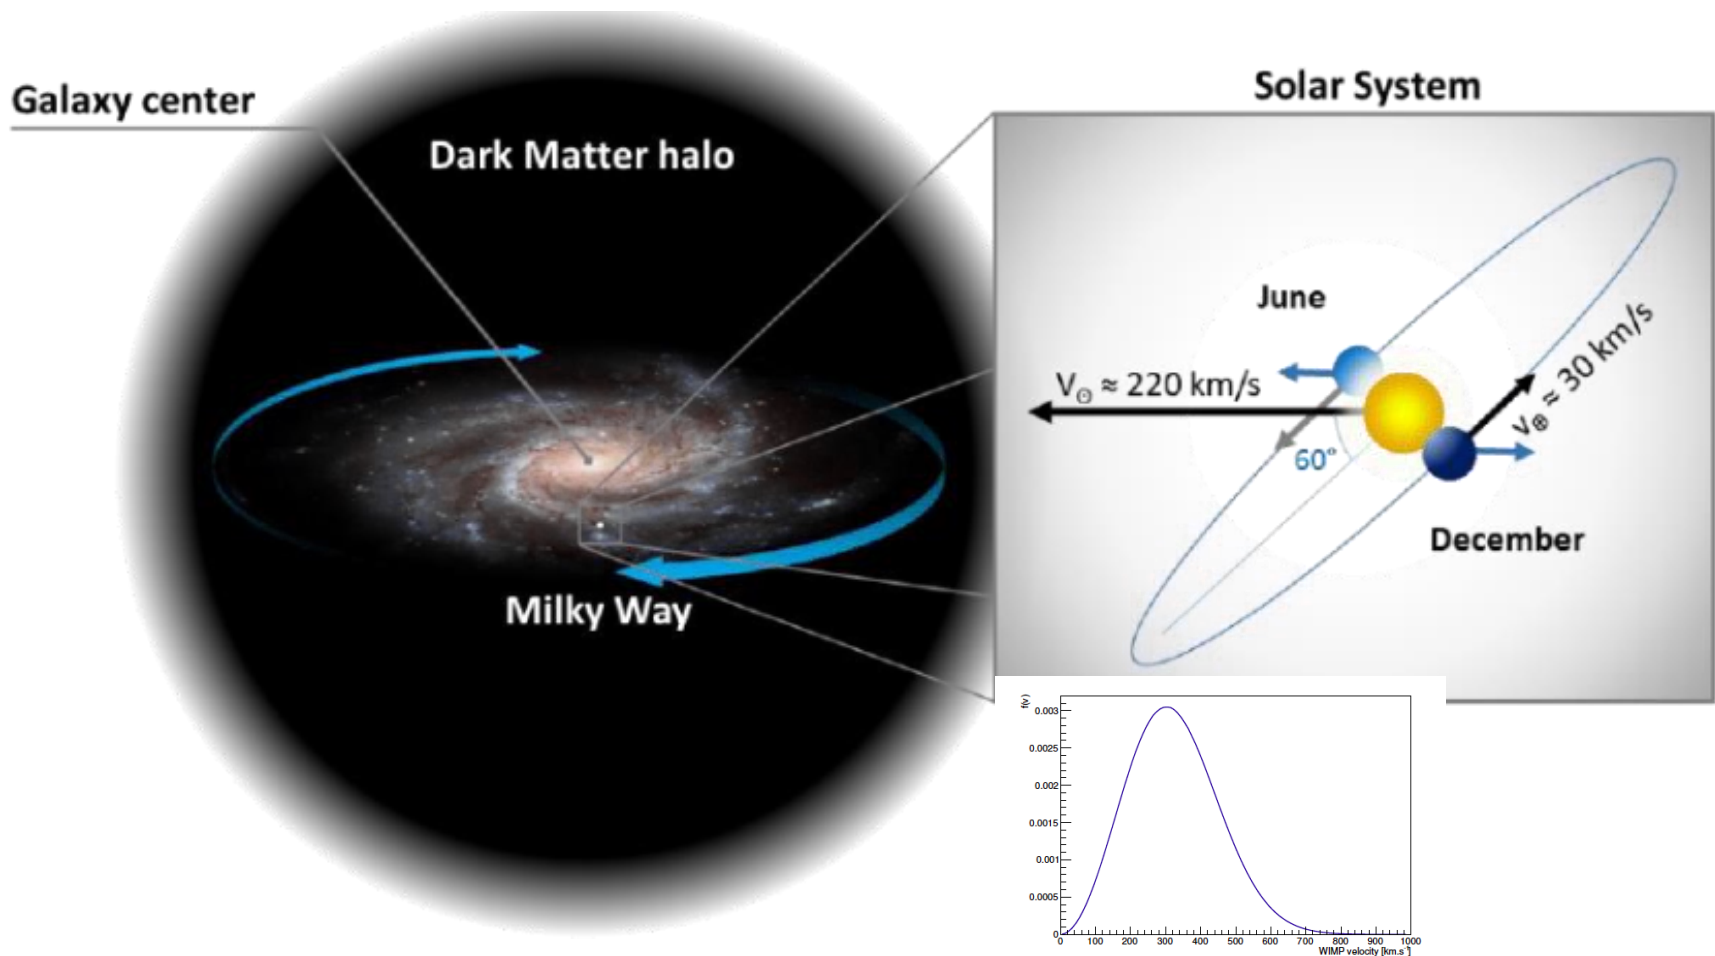 Galaxy center
Dark Matter halo
Milky Way
Solar System
June
V⊙ ≈ 220 km/s
60°
V⊕ ≈ 30 km/s
December
f(v)
0.003
0.0025
0.002
0.0015
0.001
0.0005
0
0 100 200 300 400 500 600 700 800 900 1000
WIMP velocity [km.s⁻¹]